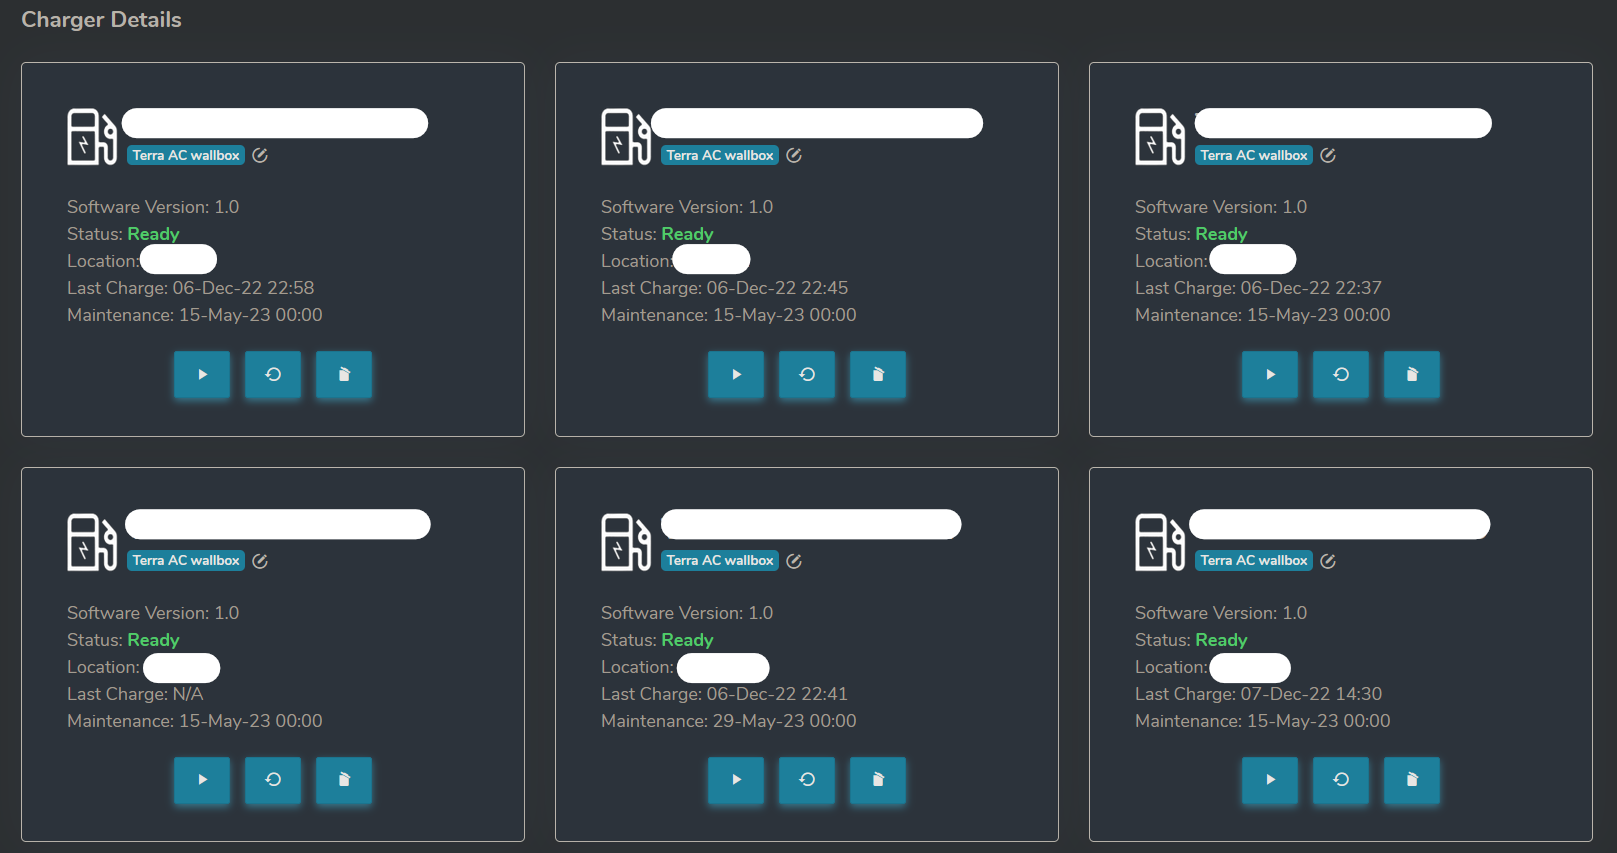 Charger Details
Terra AC wallbox
Software Version: 1.0
Status: Ready
Location:
Last Charge: 06-Dec-22 22:58
Maintenance: 15-May-23 00:00
Terra AC wallbox
Software Version: 1.0
Status: Ready
Location:
Last Charge: 06-Dec-22 22:45
Maintenance: 15-May-23 00:00
Terra AC wallbox
Software Version: 1.0
Status: Ready
Location:
Last Charge: 06-Dec-22 22:37
Maintenance: 15-May-23 00:00
Terra AC wallbox
Software Version: 1.0
Status: Ready
Location:
Last Charge: N/A
Maintenance: 15-May-23 00:00
Terra AC wallbox
Software Version: 1.0
Status: Ready
Location:
Last Charge: 06-Dec-22 22:41
Maintenance: 29-May-23 00:00
Terra AC wallbox
Software Version: 1.0
Status: Ready
Location:
Last Charge: 07-Dec-22 14:30
Maintenance: 15-May-23 00:00